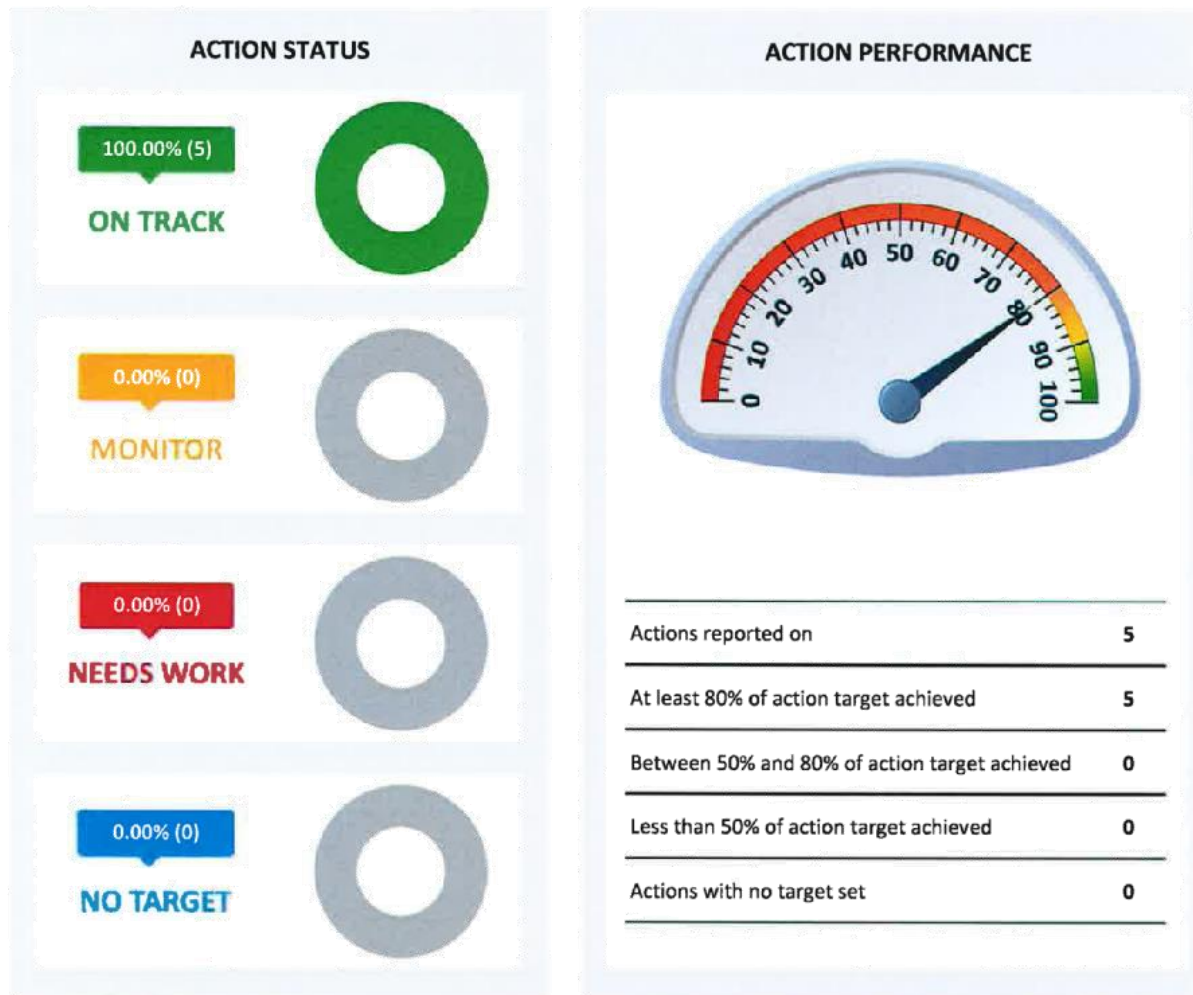 ACTION STATUS
100.00% (5)
ON TRACK
0.00% (0)
MONITOR
0.00% (0)
NEEDS WORK
0.00% (0)
NO TARGET
ACTION PERFORMANCE
0
10
20
30
40
50
60
70
80
90
100
Actions reported on 5
At least 80% of action target achieved 5
Between 50% and 80% of action target achieved 0
Less than 50% of action target achieved 0
Actions with no target set 0